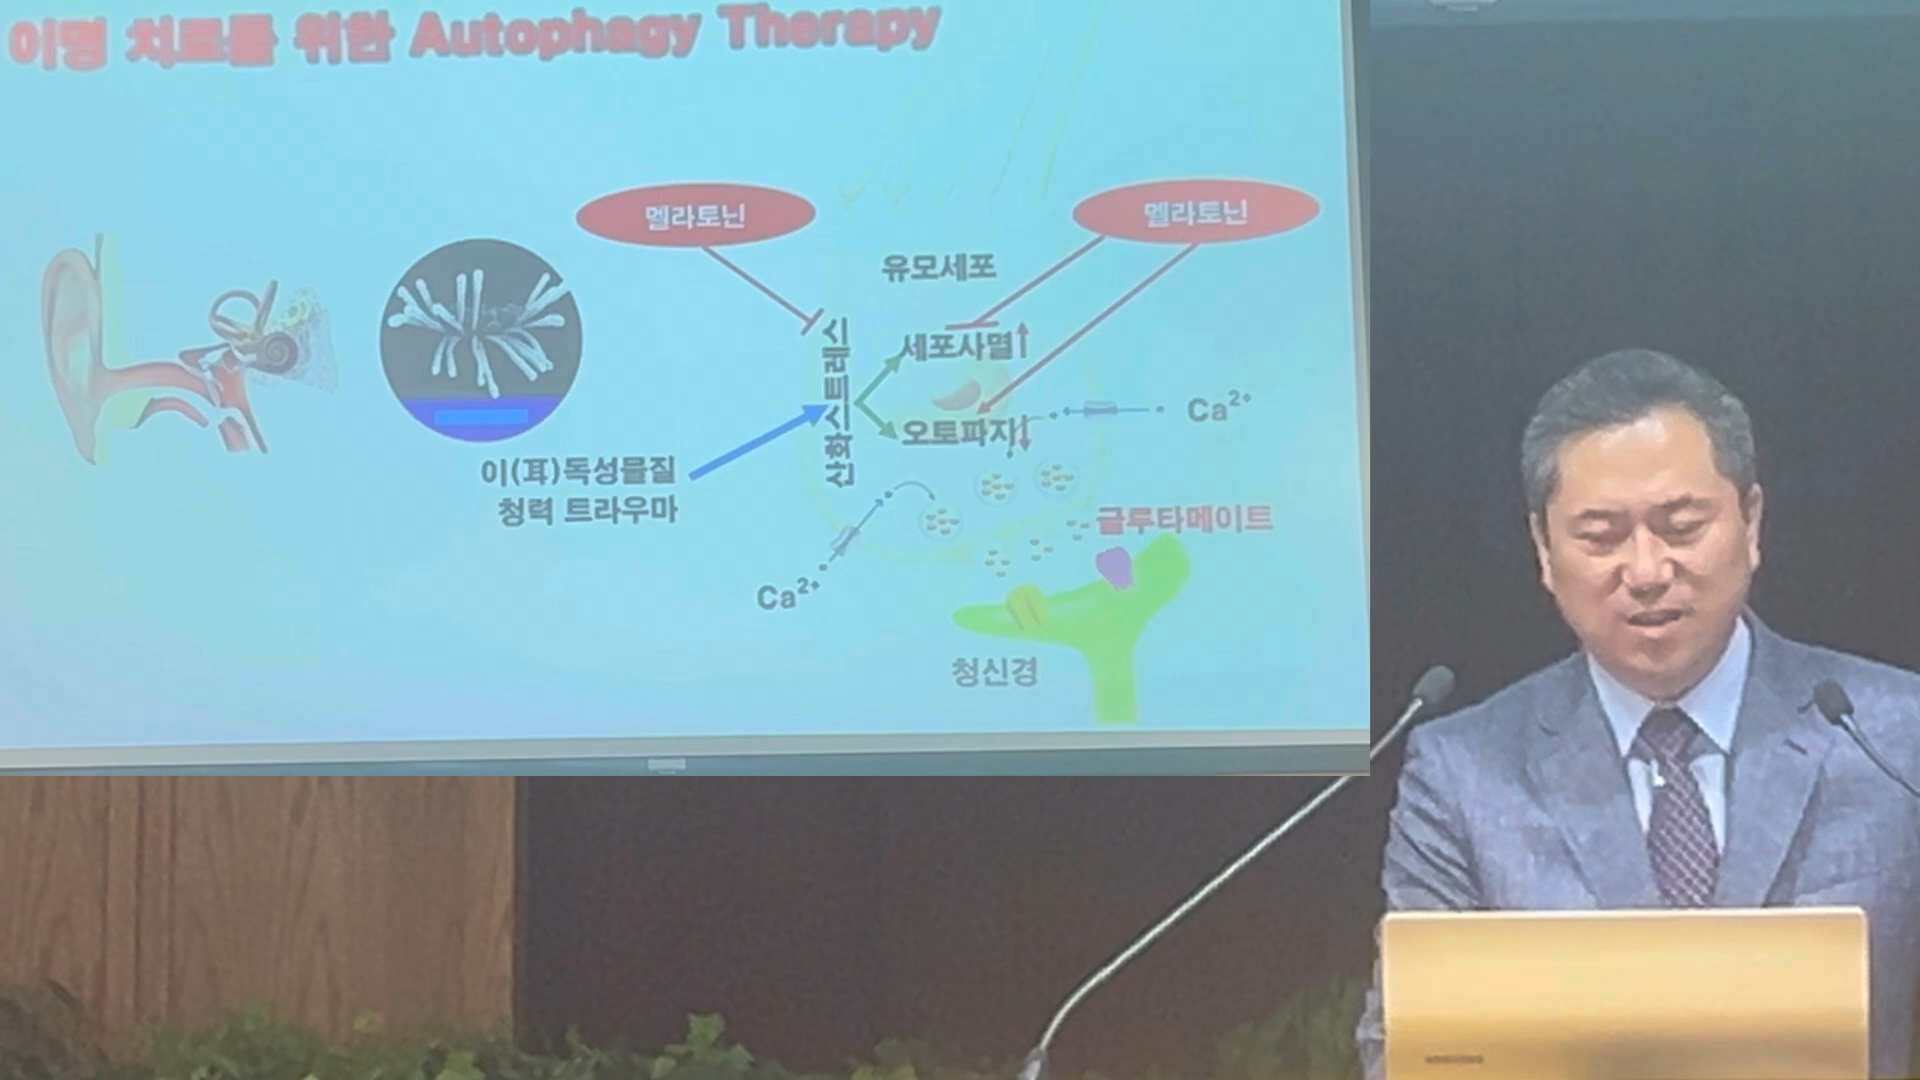 이명 치료를 위한 Autophagy Therapy
멜라토닌
멜라토닌
유모세포
산화스트레스
세포사멸↑
오토파지↓
Ca²⁺
이(耳)독성물질
청력 트라우마
글루타메이트
Ca²⁺
청신경